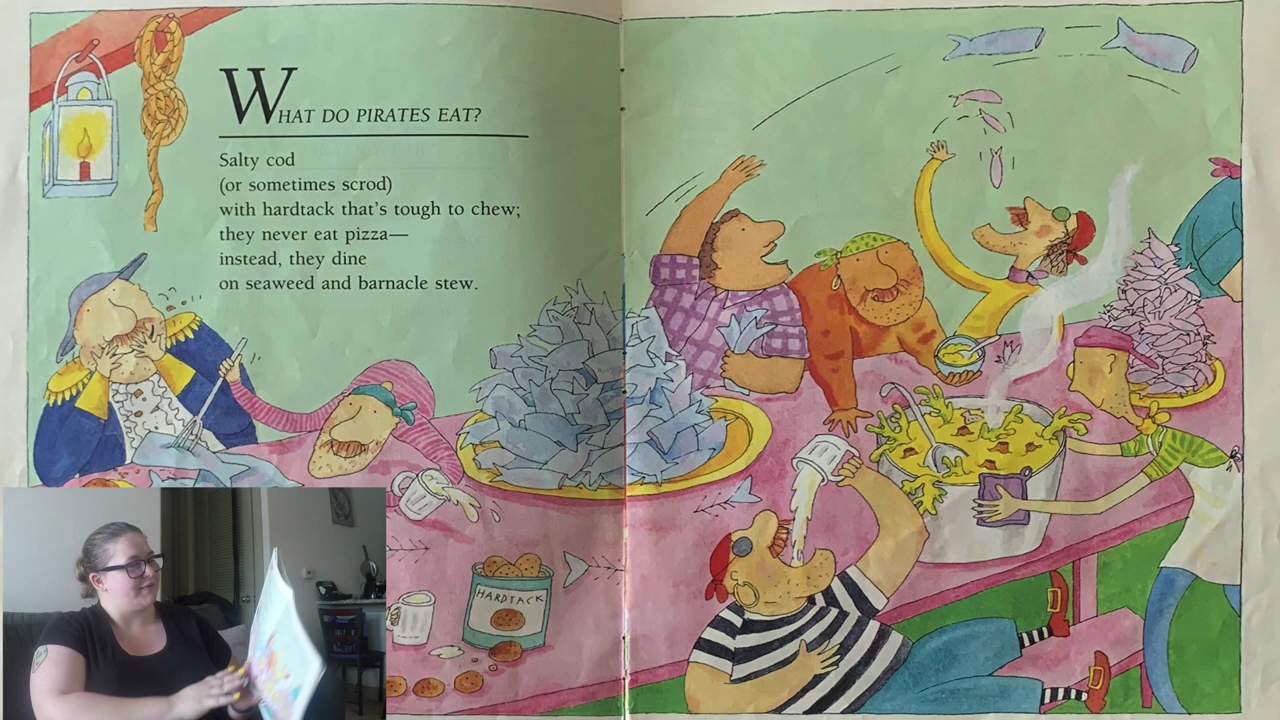 WHAT DO PIRATES EAT?
Salty cod
(or sometimes scrod)
with hardtack that's tough to chew;
they never eat pizza—
instead, they dine
on seaweed and barnacle stew.
HARDTACK